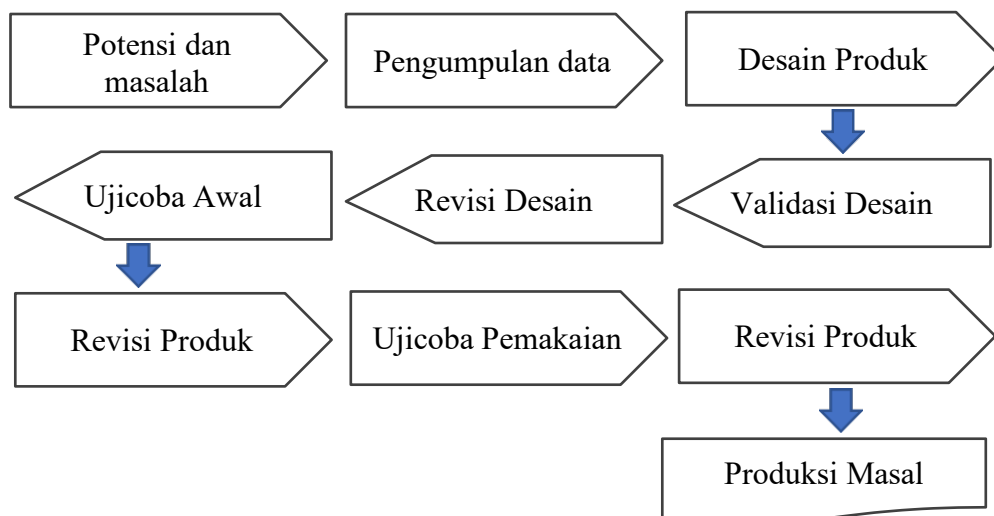 Potensi dan
masalah
Pengumpulan data
Desain Produk
Validasi Desain
Revisi Desain
Ujicoba Awal
Revisi Produk
Ujicoba Pemakaian
Revisi Produk
Produksi Masal